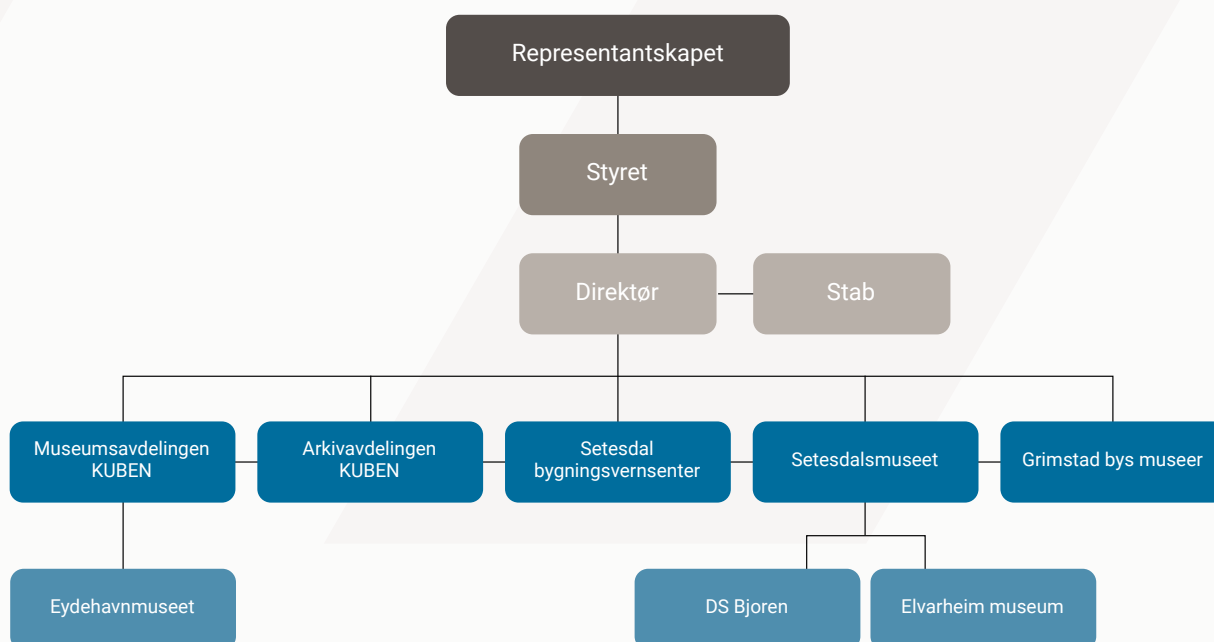 Representantskapet
Styret
Direktør
Stab
Museumsavdelingen
KUBEN
Arkivavdelingen
KUBEN
Setesdal
bygningsvernsenter
Setesdalsmuseet
Grimstad bys museer
Eydehavnmuseet
DS Bjoren
Elvarheim museum